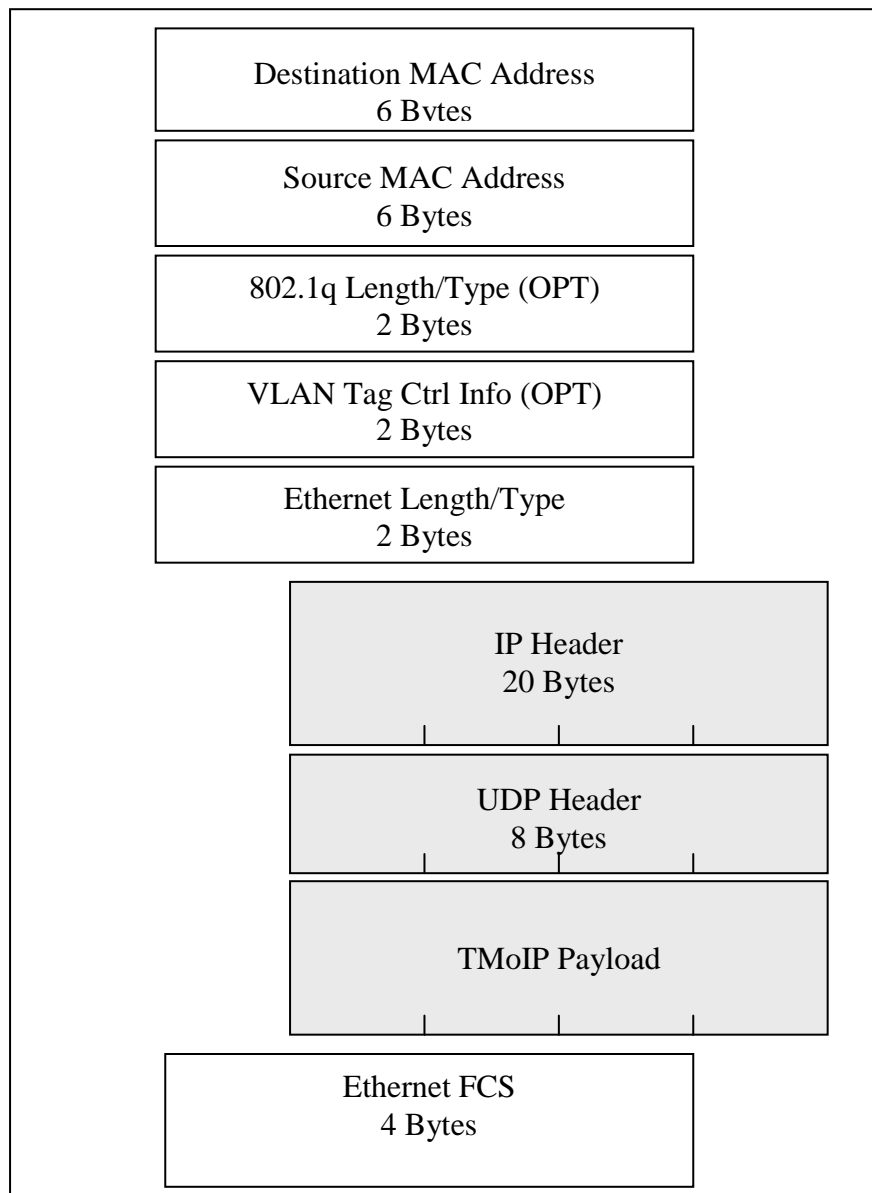 Destination MAC Address
6 Bytes
Source MAC Address
6 Bytes
802.1q Length/Type (OPT)
2 Bytes
VLAN Tag Ctrl Info (OPT)
2 Bytes
Ethernet Length/Type
2 Bytes
IP Header
20 Bytes
UDP Header
8 Bytes
TMoIP Payload
Ethernet FCS
4 Bytes